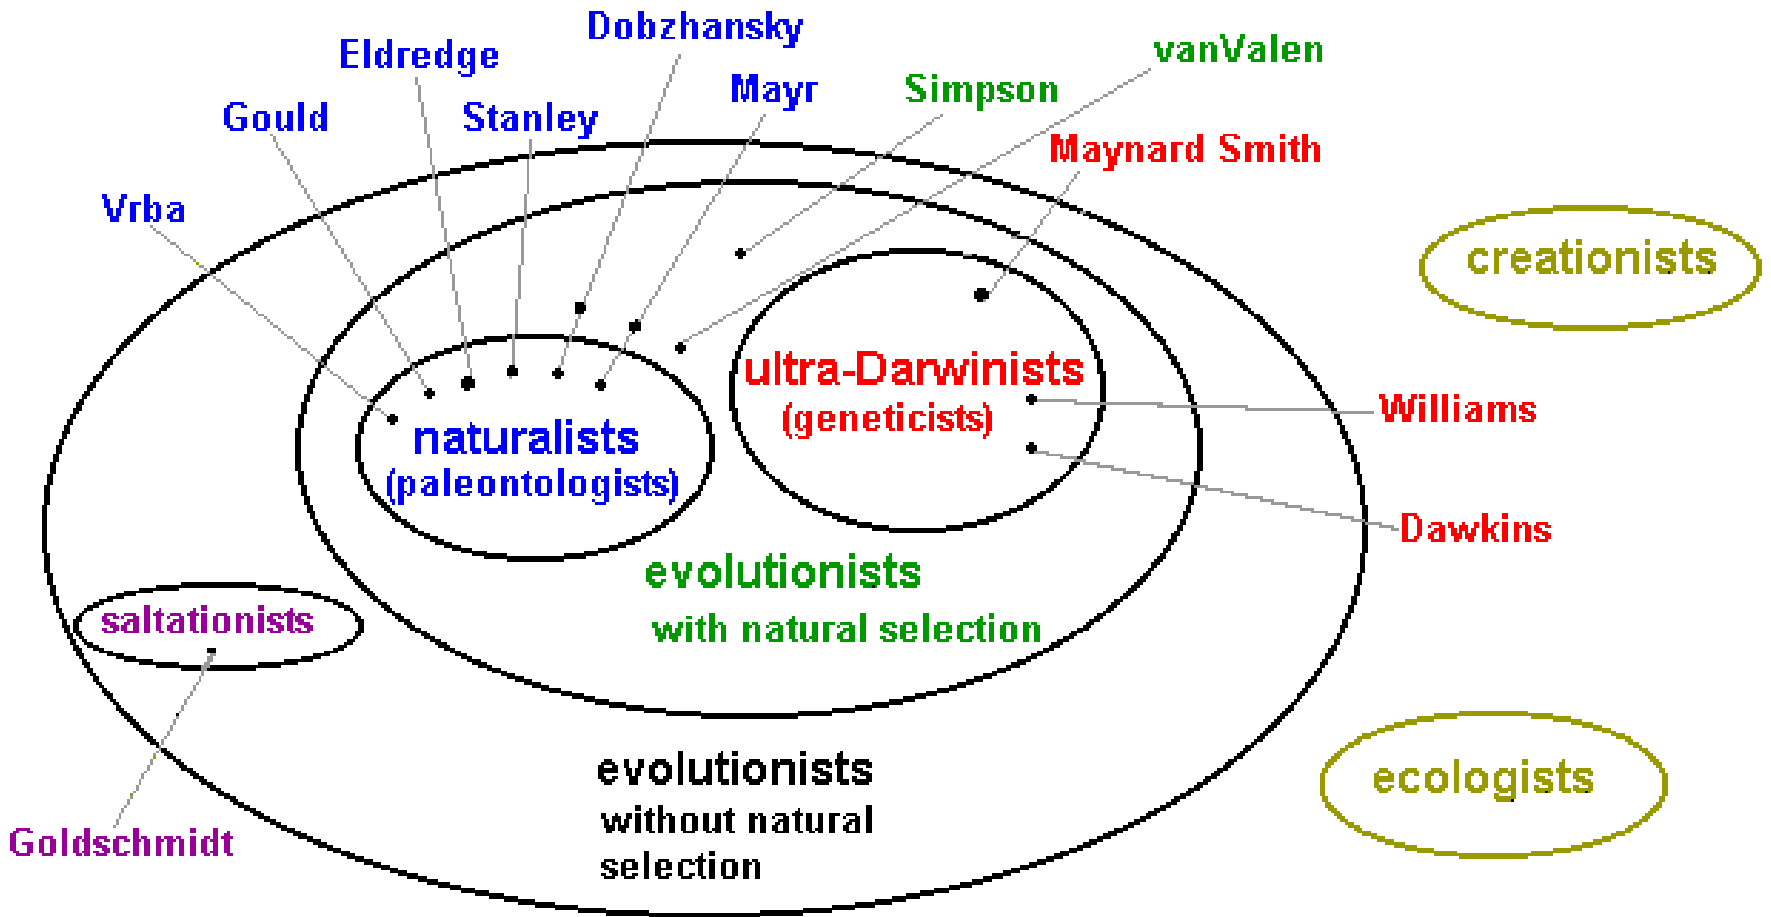 Dobzhansky
Eldredge
vanValen
Mayr
Simpson
Gould
Stanley
Maynard Smith
Vrba
creationists
ultra-Darwinists
(geneticists)
Williams
naturalists
(paleontologists)
Dawkins
evolutionists
with natural selection
saltationists
evolutionists
without natural
selection
ecologists
Goldschmidt